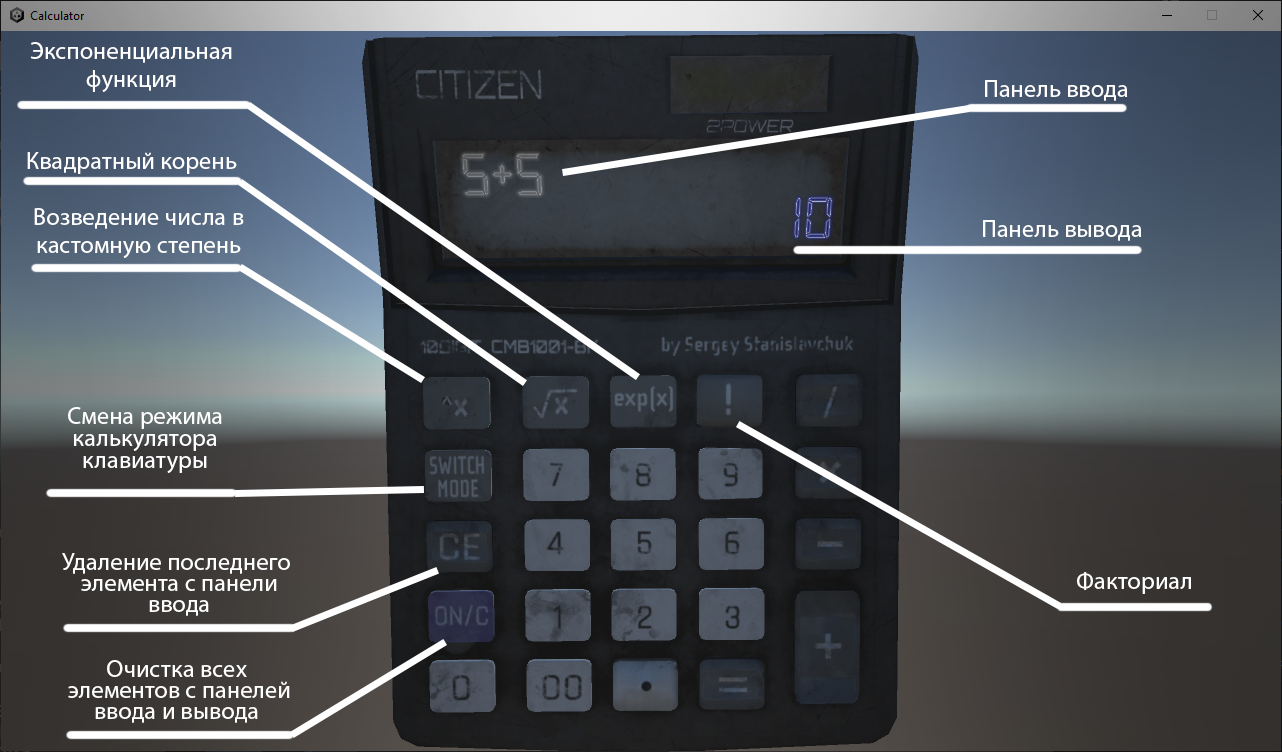 Calculator
Экспоненциальная
функция
CITIZEN
Панель ввода
2POWER
Квадратный корень
5+5
Возведение числа в
кастомную степень
10
Панель вывода
by Sergey Stanislavchuk
^x √x exp(x) ! /
Смена режима
калькулятора
клавиатуры
SWITCH
MODE
7 8 9 ×
CE 4 5 6 −
Удаление последнего
элемента с панели
ввода
Факториал
ON/C 1 2 3 +
Очистка всех
элементов с панелей
ввода и вывода
0 00 • =